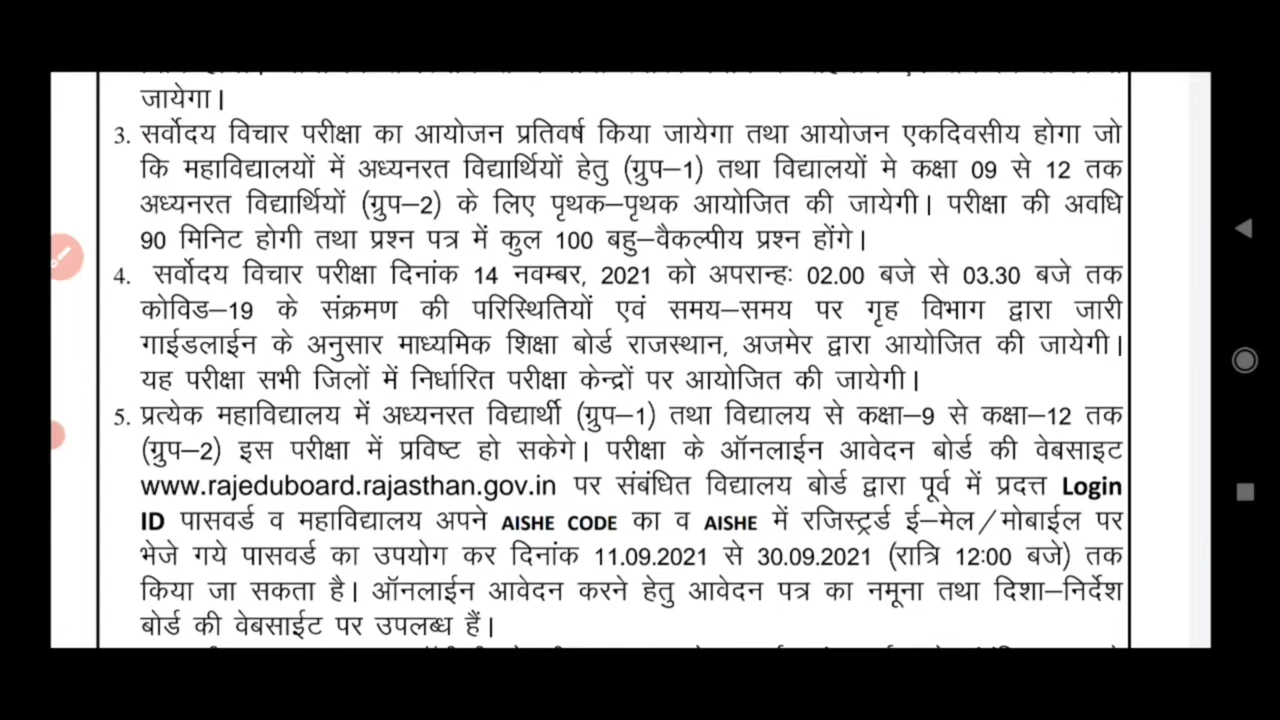 जायेगा।
3. सर्वोदय विचार परीक्षा का आयोजन प्रतिवर्ष किया जायेगा तथा आयोजन एकदिवसीय होगा जो
कि महाविद्यालयों में अध्यनरत विद्यार्थियों हेतु (ग्रुप–1) तथा विद्यालयों मे कक्षा 09 से 12 तक
अध्यनरत विद्यार्थियों (ग्रुप–2) के लिए पृथक–पृथक आयोजित की जायेगी। परीक्षा की अवधि
90 मिनिट होगी तथा प्रश्न पत्र में कुल 100 बहु–वैकल्पीय प्रश्न होंगे।
4. सर्वोदय विचार परीक्षा दिनांक 14 नवम्बर, 2021 को अपरान्हः 02.00 बजे से 03.30 बजे तक
कोविड–19 के संक्रमण की परिस्थितियों एवं समय–समय पर गृह विभाग द्वारा जारी
गाईडलाईन के अनुसार माध्यमिक शिक्षा बोर्ड राजस्थान, अजमेर द्वारा आयोजित की जायेगी।
यह परीक्षा सभी जिलों में निर्धारित परीक्षा केन्द्रों पर आयोजित की जायेगी।
5. प्रत्येक महाविद्यालय में अध्यनरत विद्यार्थी (ग्रुप–1) तथा विद्यालय से कक्षा–9 से कक्षा–12 तक
(ग्रुप–2) इस परीक्षा में प्रविष्ट हो सकेगे। परीक्षा के ऑनलाईन आवेदन बोर्ड की वेबसाइट
www.rajeduboard.rajasthan.gov.in पर संबंधित विद्यालय बोर्ड द्वारा पूर्व में प्रदत्त Login
ID पासवर्ड व महाविद्यालय अपने AISHE CODE का व AISHE में रजिस्ट्रर्ड ई–मेल/मोबाईल पर
भेजे गये पासवर्ड का उपयोग कर दिनांक 11.09.2021 से 30.09.2021 (रात्रि 12:00 बजे) तक
किया जा सकता है। ऑनलाईन आवेदन करने हेतु आवेदन पत्र का नमूना तथा दिशा–निर्देश
बोर्ड की वेबसाईट पर उपलब्ध हैं।